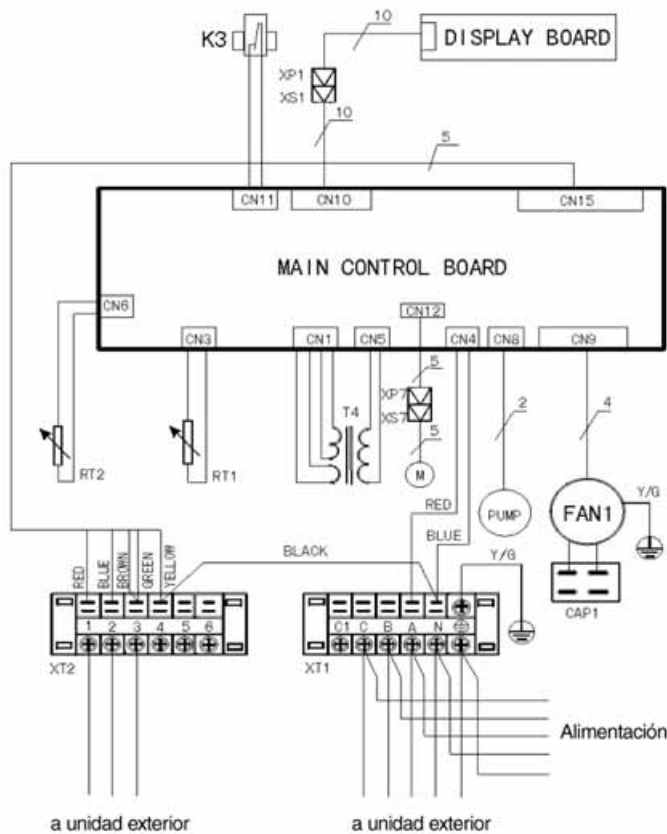 K3
10
DISPLAY BOARD
XP1
XS1
10
5
CN11
CN10
CN15
MAIN CONTROL BOARD
CN6
CN12
CN3
CN1
CN5
CN4
CN8
CN9
5
XP7
XS7
T4
2
4
5
RT2
RT1
M
RED
PUMP
FAN1
Y/G
BLUE
BLACK
Y/G
CAP1
RED
BLUE
BROWN
GREEN
YELLOW
1 2 3 4 5 6
C1 C B A N
XT2
XT1
Alimentación
a unidad exterior
a unidad exterior